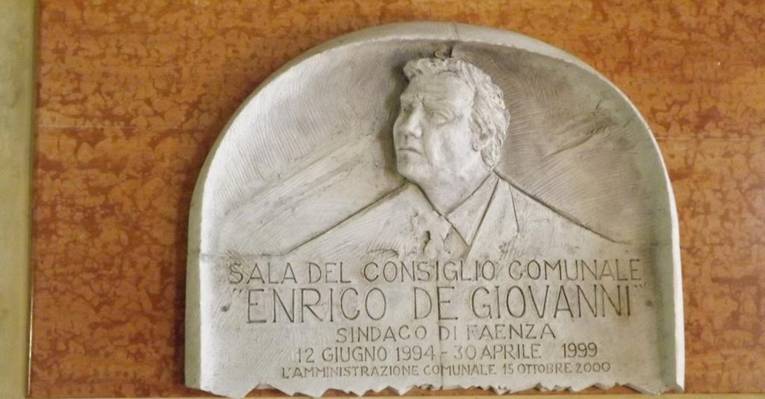 SALA DEL CONSIGLIO COMUNALE
"ENRICO DE GIOVANNI"
SINDACO DI FAENZA
12 GIUGNO 1994 - 30 APRILE 1999
L'AMMINISTRAZIONE COMUNALE 15 OTTOBRE 2000